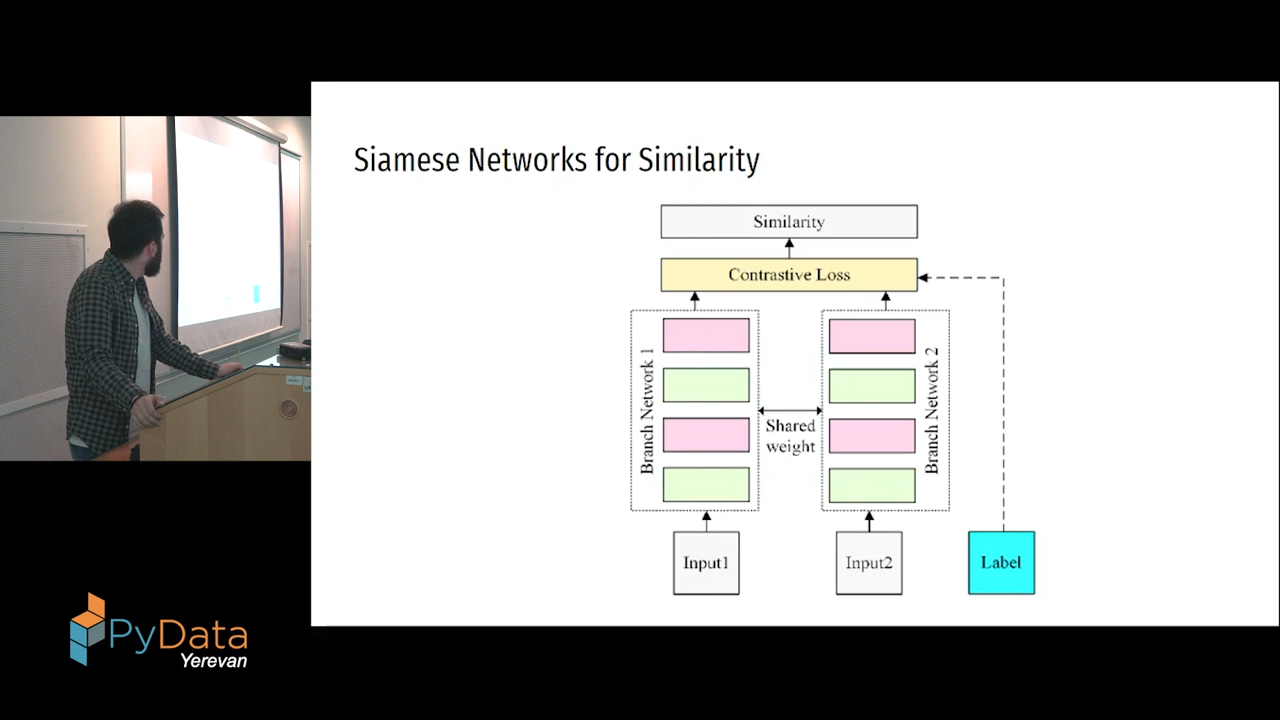 Siamese Networks for Similarity
Similarity
Contrastive Loss
Branch Network 1
Shared
weight
Branch Network 2
Input1
Input2
Label
PyData
Yerevan